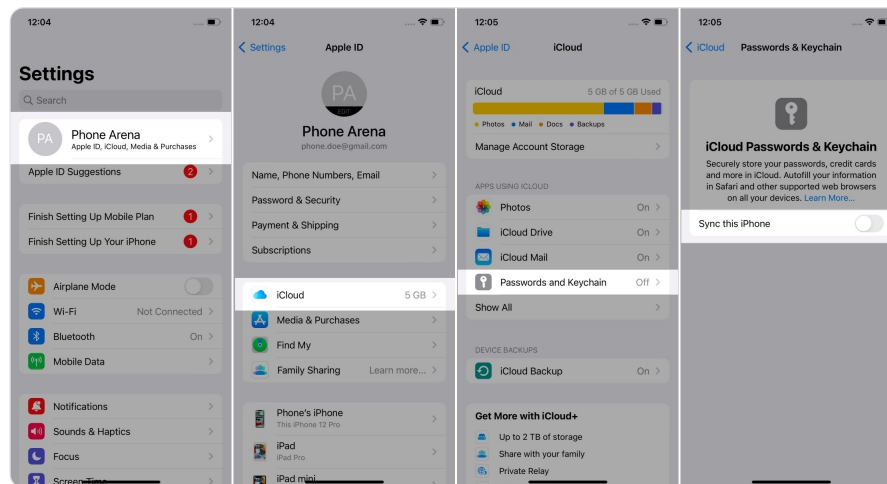 12:04
Settings
Search
PA
Phone Arena
Apple ID, iCloud, Media & Purchases
Apple ID Suggestions
2
Finish Setting Up Mobile Plan
1
Finish Setting Up Your iPhone
1
Airplane Mode
Wi-Fi
Not Connected
Bluetooth
On
Mobile Data
Notifications
Sounds & Haptics
Focus
Screen Time
12:04
Settings
Apple ID
PA
EDIT
Phone Arena
phone.doe@gmail.com
Name, Phone Numbers, Email
Password & Security
Payment & Shipping
Subscriptions
iCloud
5 GB
Media & Purchases
Find My
Family Sharing
Learn more...
Phone's iPhone
This iPhone 12 Pro
iPad
iPad Pro
iPad mini
12:05
Apple ID
iCloud
iCloud
5 GB of 5 GB Used
Photos
Mail
Docs
Backups
Manage Account Storage
APPS USING ICLOUD
Photos
On
iCloud Drive
On
iCloud Mail
On
Passwords and Keychain
Off
Show All
DEVICE BACKUPS
iCloud Backup
On
Get More with iCloud+
Up to 2 TB of storage
Share with your family
Private Relay
12:05
iCloud
Passwords & Keychain
iCloud Passwords & Keychain
Securely store your passwords, credit cards
and more in iCloud. Autofill your information
in Safari and other supported web browsers
on all your devices. Learn More...
Sync this iPhone